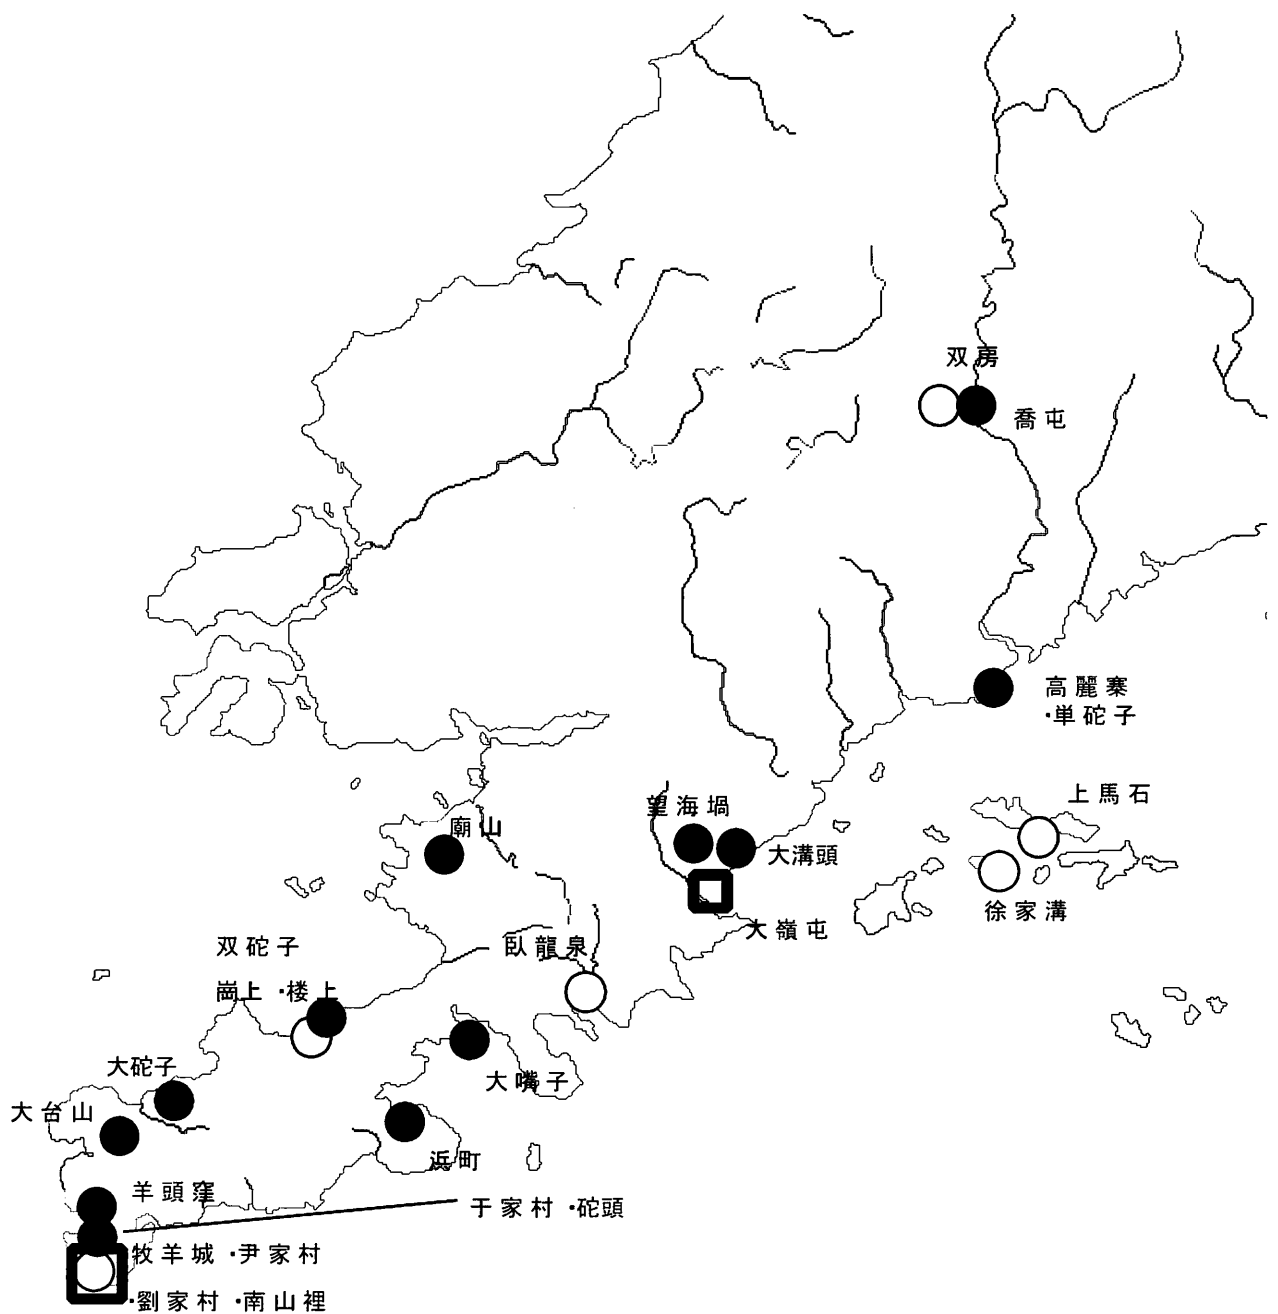 双房
喬屯
高麗寨
・単砣子
望海堝
上馬石
廟山
大溝頭
徐家溝
大嶺屯
双砣子
臥龍泉
崗上・楼上
大砣子
大嘴子
大台山
浜町
羊頭窪
于家村・砣頭
牧羊城・尹家村
・劉家村・南山裡